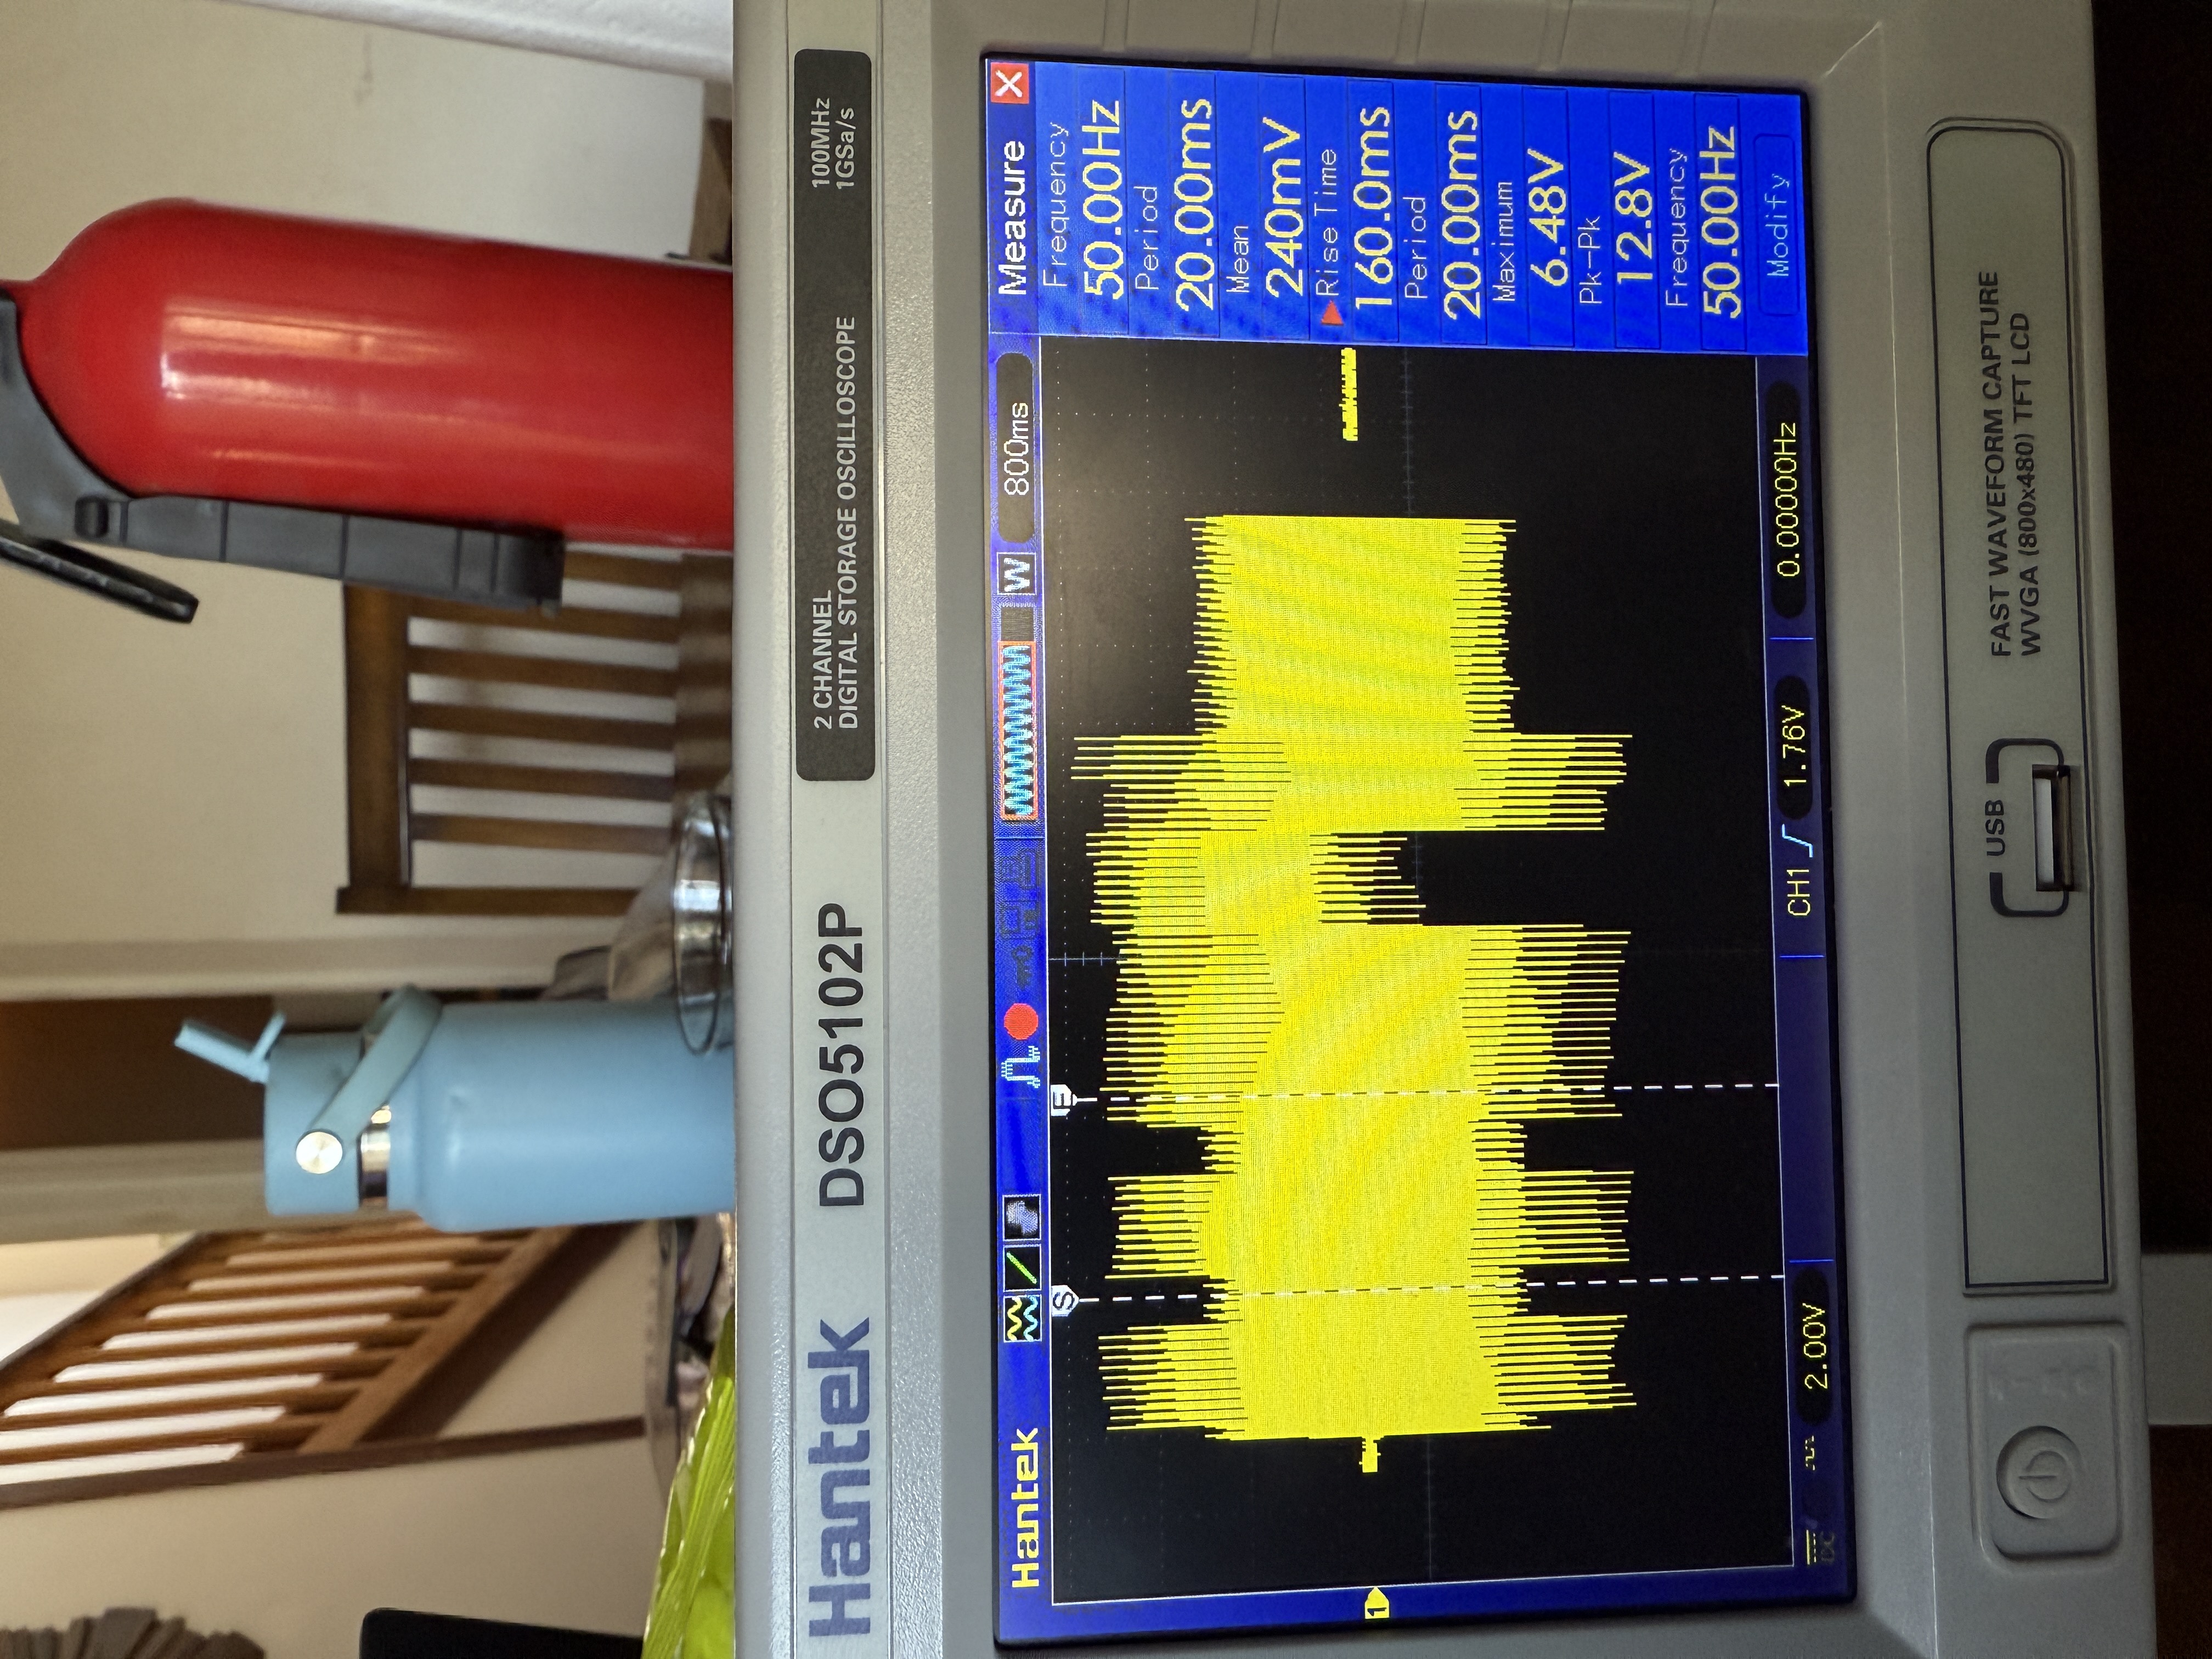 Hantek
DSO5102P
2 CHANNEL
DIGITAL STORAGE OSCILLOSCOPE
100MHz
1GSa/s
Hantek
W
800ms
Measure
X
S
E
Frequency
50.00Hz
Period
20.00ms
Mean
240mV
Rise Time
160.0ms
Period
20.00ms
Maximum
6.48V
Pk-Pk
12.8V
Frequency
50.00Hz
Modify
1
DC
2.00V
CH1
1.76V
0.00000Hz
USB
FAST WAVEFORM CAPTURE
WVGA (800x480) TFT LCD